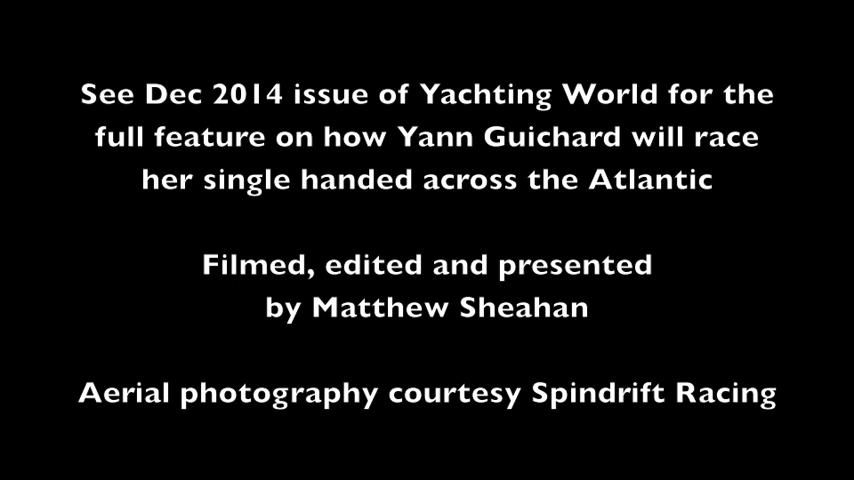 See Dec 2014 issue of Yachting World for the
full feature on how Yann Guichard will race
her single handed across the Atlantic
Filmed, edited and presented
by Matthew Sheahan
Aerial photography courtesy Spindrift Racing